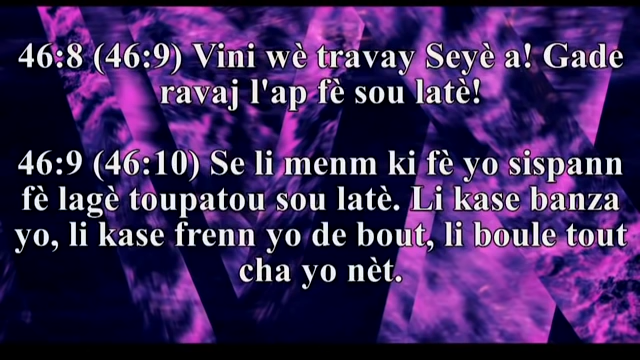 46:8 (46:9) Vini wè travay Seyè a! Gade
ravaj l'ap fè sou latè!
46:9 (46:10) Se li menm ki fè yo sispann
fè lagè toupatou sou latè. Li kase banza
yo, li kase frenn yo de bout, li boule tout
cha yo nèt.